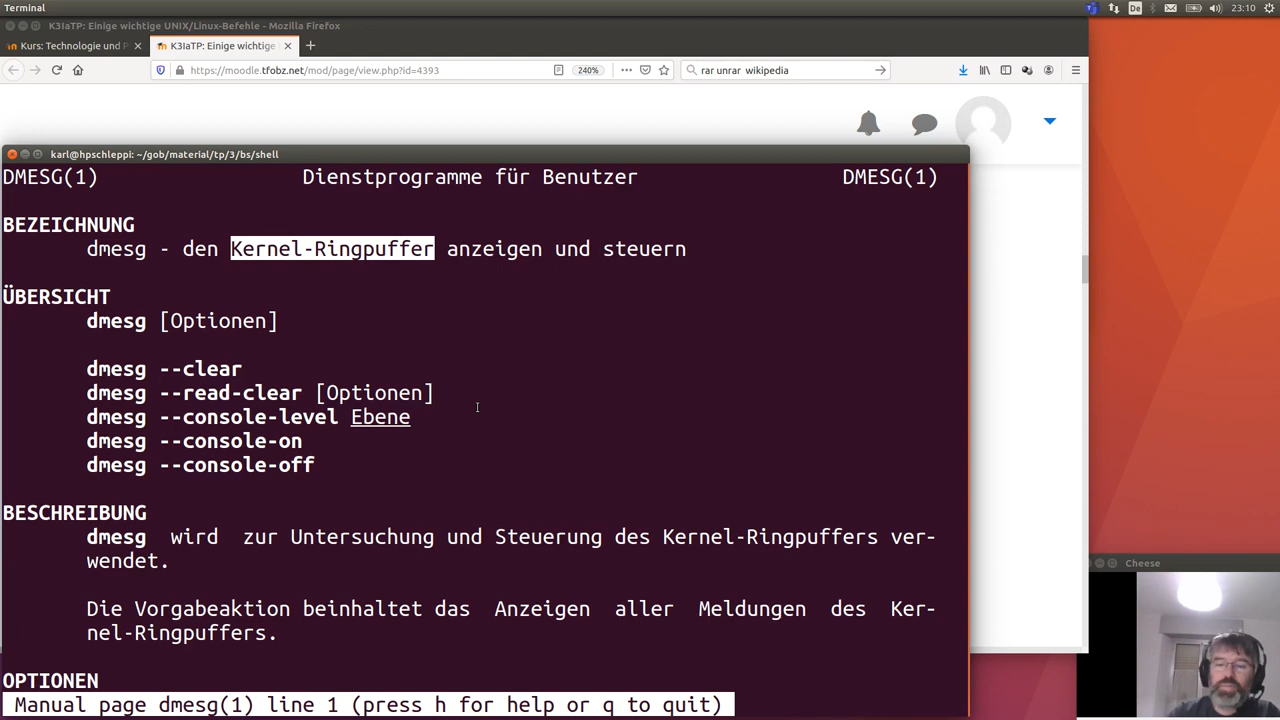 Terminal
De
23:10
K3IaTP: Einige wichtige UNIX/Linux-Befehle - Mozilla Firefox
Kurs: Technologie und P
K3IaTP: Einige wichtige
https://moodle.tfobz.net/mod/page/view.php?id=4393
240%
rar unrar wikipedia
karl@hpschleppi: ~/gob/material/tp/3/bs/shell
DMESG(1) Dienstprogramme für Benutzer DMESG(1)
BEZEICHNUNG
dmesg - den Kernel-Ringpuffer anzeigen und steuern
ÜBERSICHT
dmesg [Optionen]
dmesg --clear
dmesg --read-clear [Optionen]
dmesg --console-level Ebene
dmesg --console-on
dmesg --console-off
BESCHREIBUNG
dmesg wird zur Untersuchung und Steuerung des Kernel-Ringpuffers ver-
wendet.
Die Vorgabeaktion beinhaltet das Anzeigen aller Meldungen des Ker-
nel-Ringpuffers.
OPTIONEN
Manual page dmesg(1) line 1 (press h for help or q to quit)
Cheese